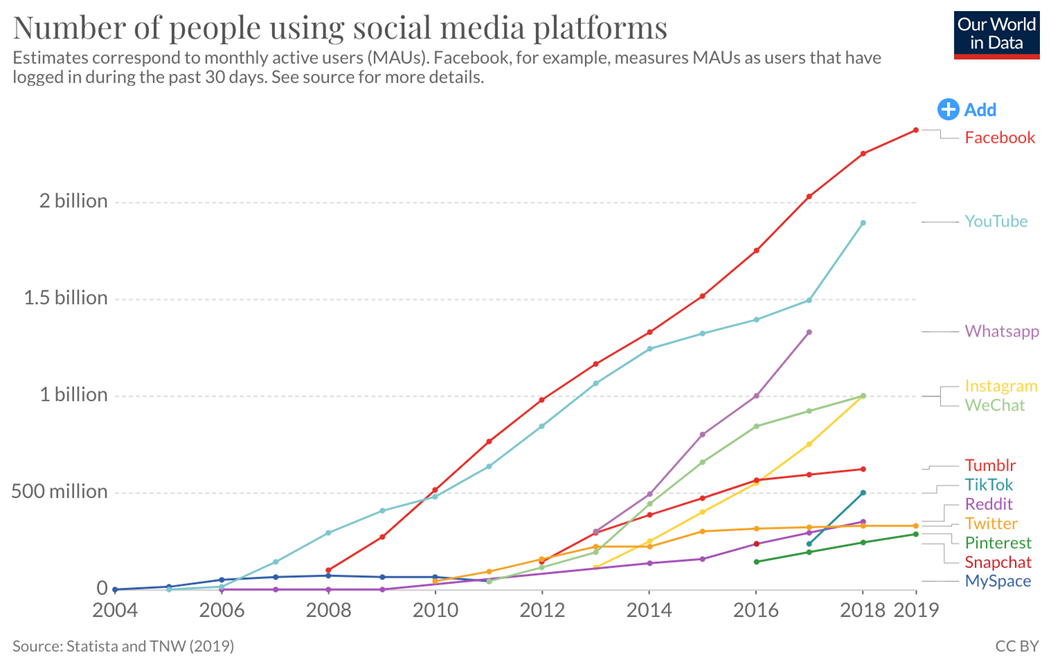 Number of people using social media platforms
Our World
in Data
Estimates correspond to monthly active users (MAUs). Facebook, for example, measures MAUs as users that have
logged in during the past 30 days. See source for more details.
Add
Facebook
2 billion
YouTube
1.5 billion
Whatsapp
Instagram
1 billion
WeChat
Tumblr
TikTok
500 million
Reddit
Twitter
Pinterest
Snapchat
MySpace
0
2004 2006 2008 2010 2012 2014 2016 2018 2019
Source: Statista and TNW (2019)
CC BY